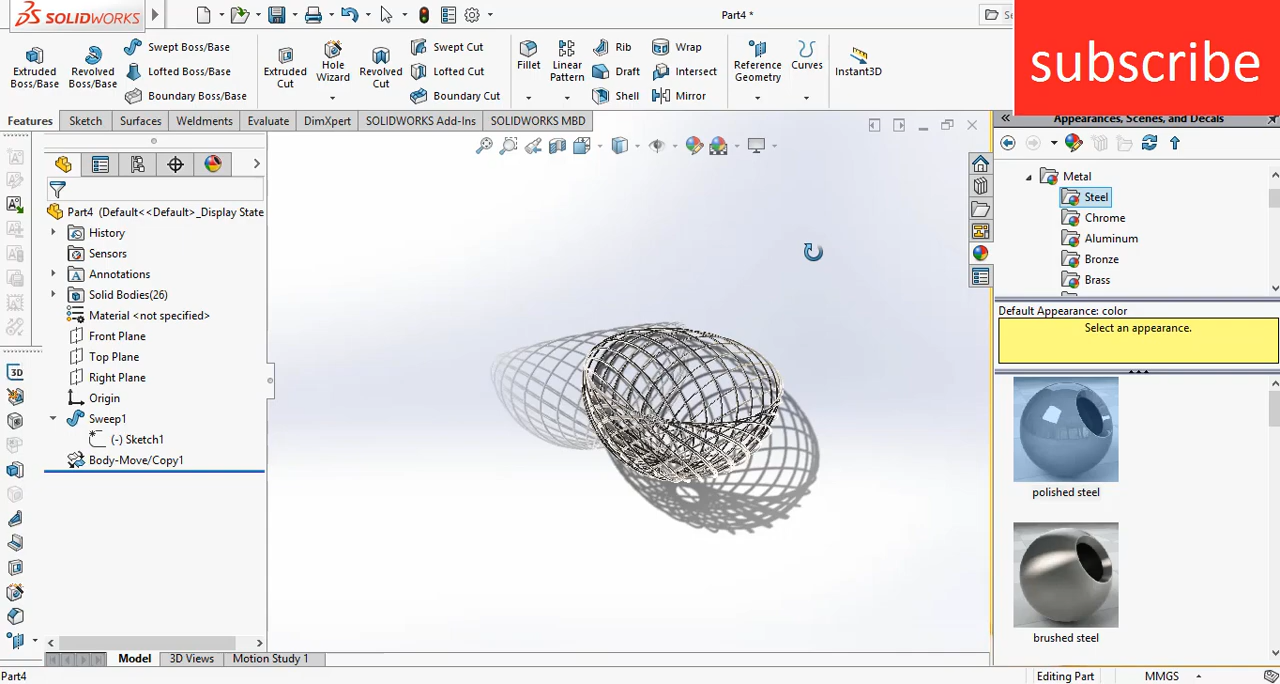 SOLIDWORKS
Part4 *
Se
subscribe
Extruded Boss/Base
Revolved Boss/Base
Swept Boss/Base
Lofted Boss/Base
Boundary Boss/Base
Extruded Cut
Hole Wizard
Revolved Cut
Swept Cut
Lofted Cut
Boundary Cut
Fillet
Linear Pattern
Rib
Draft
Shell
Wrap
Intersect
Mirror
Reference Geometry
Curves
Instant3D
Features
Sketch
Surfaces
Weldments
Evaluate
DimXpert
SOLIDWORKS Add-Ins
SOLIDWORKS MBD
Part4 (Default<<Default>_Display State
History
Sensors
Annotations
Solid Bodies(26)
Material <not specified>
Front Plane
Top Plane
Right Plane
Origin
Sweep1
(-) Sketch1
Body-Move/Copy1
Appearances, Scenes, and Decals
Metal
Steel
Chrome
Aluminum
Bronze
Brass
Default Appearance: color
Select an appearance.
polished steel
brushed steel
3D
Model
3D Views
Motion Study 1
Part4
Editing Part
MMGS